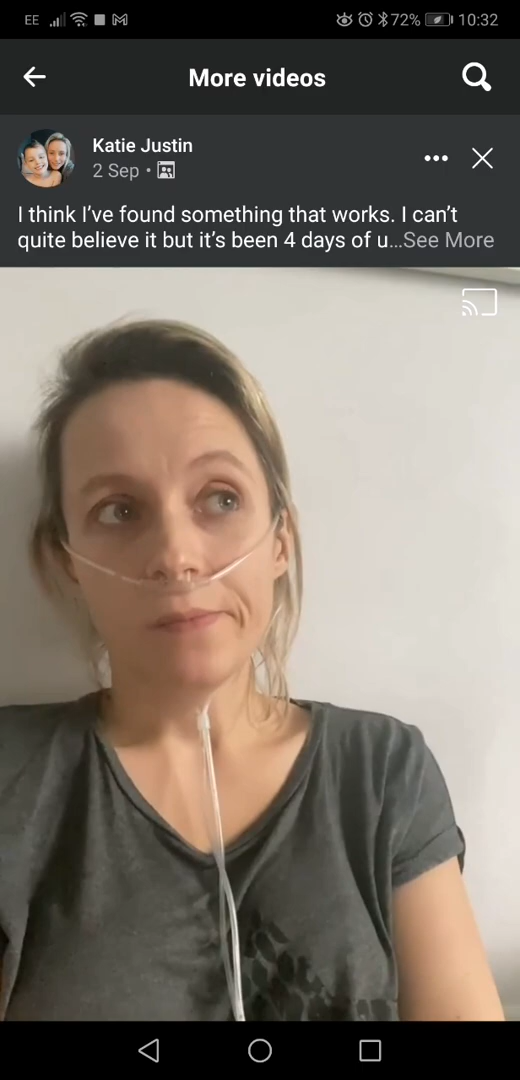 EE 72% 10:32
More videos
Katie Justin
2 Sep •
I think I’ve found something that works. I can’t
quite believe it but it’s been 4 days of u...See More